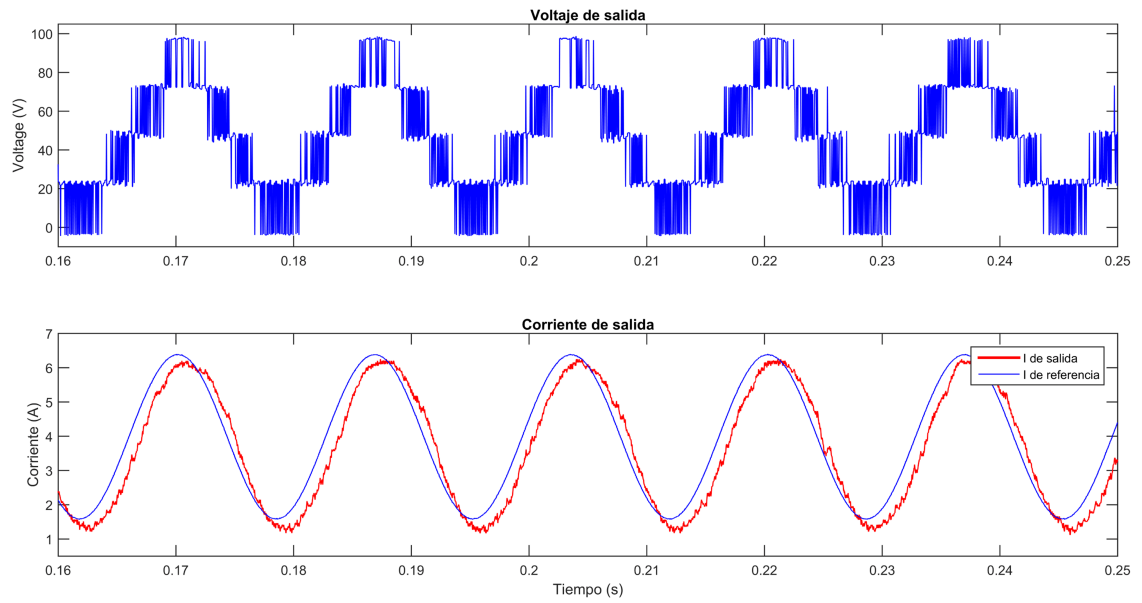 Voltaje de salida
100
80
60
40
20
0
Voltage (V)
0.16 0.17 0.18 0.19 0.2 0.21 0.22 0.23 0.24 0.25
Corriente de salida
7
6
5
4
3
2
1
Corriente (A)
I de salida
I de referencia
0.16 0.17 0.18 0.19 0.2 0.21 0.22 0.23 0.24 0.25
Tiempo (s)